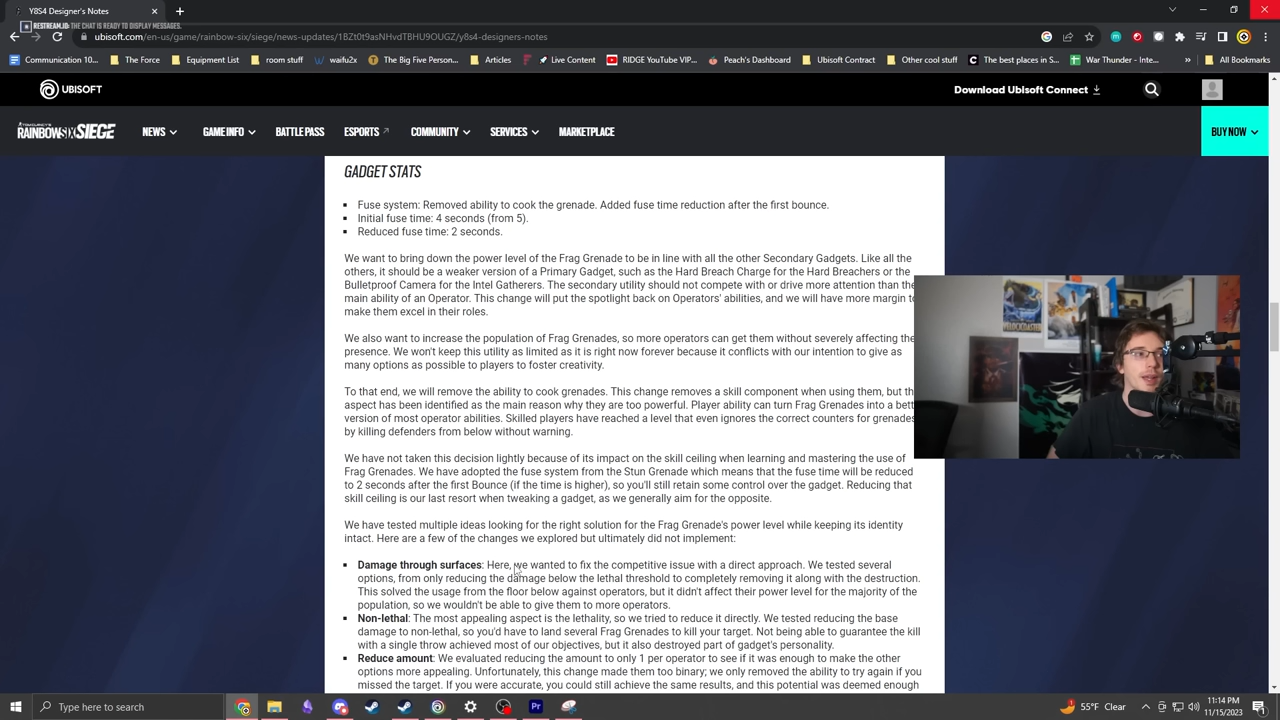 Y8S4 Designer's Notes
RESTREAM.IO: THE CHAT IS READY TO DISPLAY MESSAGES.
ubisoft.com/en-us/game/rainbow-six/siege/news-updates/1BZt0t9asNHvdTBHU9OUGZ/y8s4-designers-notes
Communication 10... The Force Equipment List room stuff waifu2x The Big Five Person... Articles Live Content RIDGE YouTube VIP... Peach's Dashboard Ubisoft Contract Other cool stuff The best places in S... War Thunder - Inte... » All Bookmarks
UBISOFT
Download Ubisoft Connect
RAINBOWSIX SIEGE NEWS GAME INFO BATTLE PASS ESPORTS COMMUNITY SERVICES MARKETPLACE BUY NOW
GADGET STATS
Fuse system: Removed ability to cook the grenade. Added fuse time reduction after the first bounce.
Initial fuse time: 4 seconds (from 5).
Reduced fuse time: 2 seconds.
We want to bring down the power level of the Frag Grenade to be in line with all the other Secondary Gadgets. Like all the
others, it should be a weaker version of a Primary Gadget, such as the Hard Breach Charge for the Hard Breachers or the
Bulletproof Camera for the Intel Gatherers. The secondary utility should not compete with or drive more attention than the
main ability of an Operator. This change will put the spotlight back on Operators' abilities, and we will have more margin to
make them excel in their roles.
We also want to increase the population of Frag Grenades, so more operators can get them without severely affecting the
presence. We won't keep this utility as limited as it is right now forever because it conflicts with our intention to give as
many options as possible to players to foster creativity.
To that end, we will remove the ability to cook grenades. This change removes a skill component when using them, but th
aspect has been identified as the main reason why they are too powerful. Player ability can turn Frag Grenades into a bett
version of most operator abilities. Skilled players have reached a level that even ignores the correct counters for grenades
by killing defenders from below without warning.
We have not taken this decision lightly because of its impact on the skill ceiling when learning and mastering the use of
Frag Grenades. We have adopted the fuse system from the Stun Grenade which means that the fuse time will be reduced
to 2 seconds after the first Bounce (if the time is higher), so you'll still retain some control over the gadget. Reducing that
skill ceiling is our last resort when tweaking a gadget, as we generally aim for the opposite.
We have tested multiple ideas looking for the right solution for the Frag Grenade's power level while keeping its identity
intact. Here are a few of the changes we explored but ultimately did not implement:
Damage through surfaces: Here, we wanted to fix the competitive issue with a direct approach. We tested several
options, from only reducing the damage below the lethal threshold to completely removing it along with the destruction.
This solved the usage from the floor below against operators, but it didn't affect their power level for the majority of the
population, so we wouldn't be able to give them to more operators.
Non-lethal: The most appealing aspect is the lethality, so we tried to reduce it directly. We tested reducing the base
damage to non-lethal, so you'd have to land several Frag Grenades to kill your target. Not being able to guarantee the kill
with a single throw achieved most of our objectives, but it also destroyed part of gadget's personality.
Reduce amount: We evaluated reducing the amount to only 1 per operator to see if it was enough to make the other
options more appealing. Unfortunately, this change made them too binary; we only removed the ability to try again if you
missed the target. If you were accurate, you could still achieve the same results, and this potential was deemed enough
Type here to search
55°F Clear
11:14 PM
11/15/2023